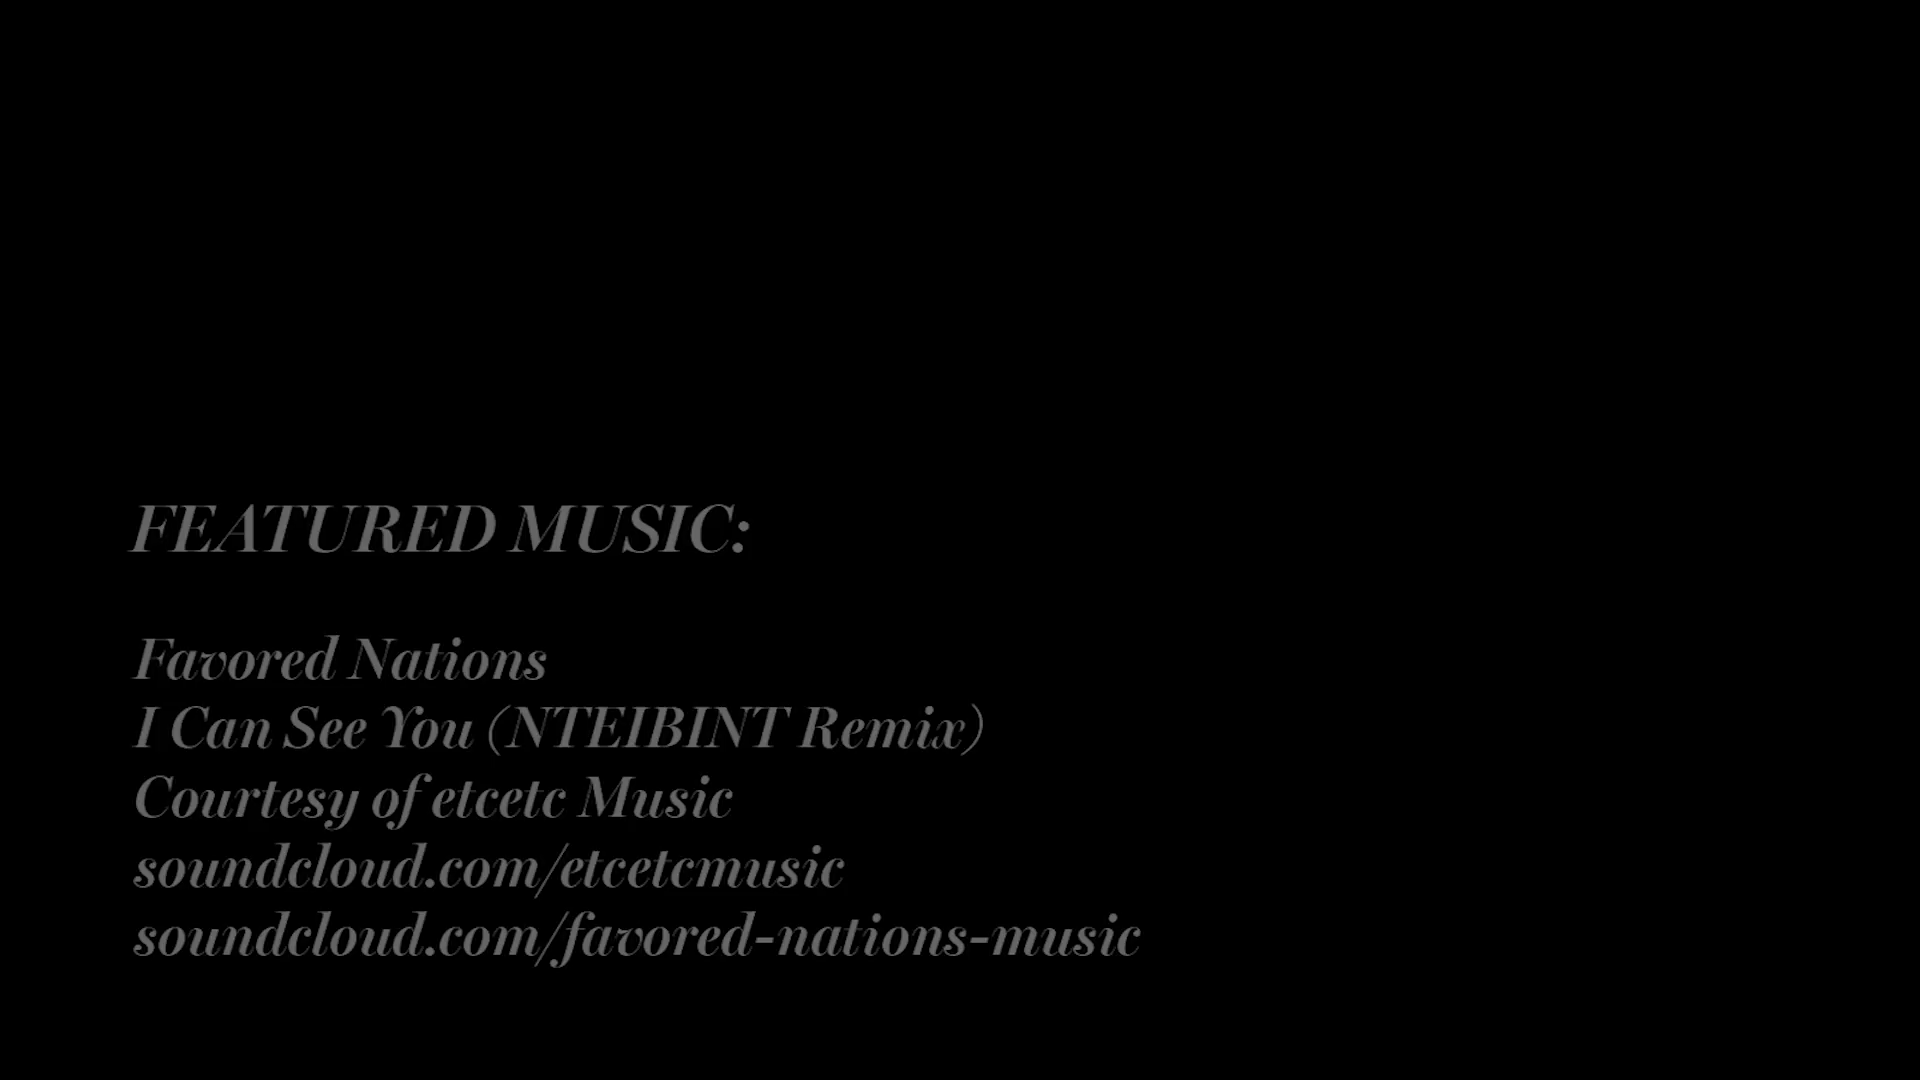 FEATURED MUSIC:
Favored Nations
I Can See You (NTEIBINT Remix)
Courtesy of etcetc Music
soundcloud.com/etcetcmusic
soundcloud.com/favored-nations-music